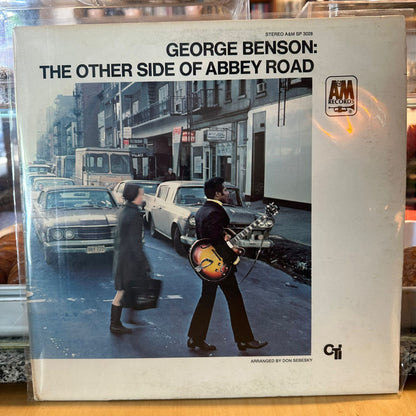 STEREO A&M SP 3028
GEORGE BENSON:
THE OTHER SIDE OF ABBEY ROAD
A&M
RECORDS
ARRANGED BY DON SEBESKY
CTi